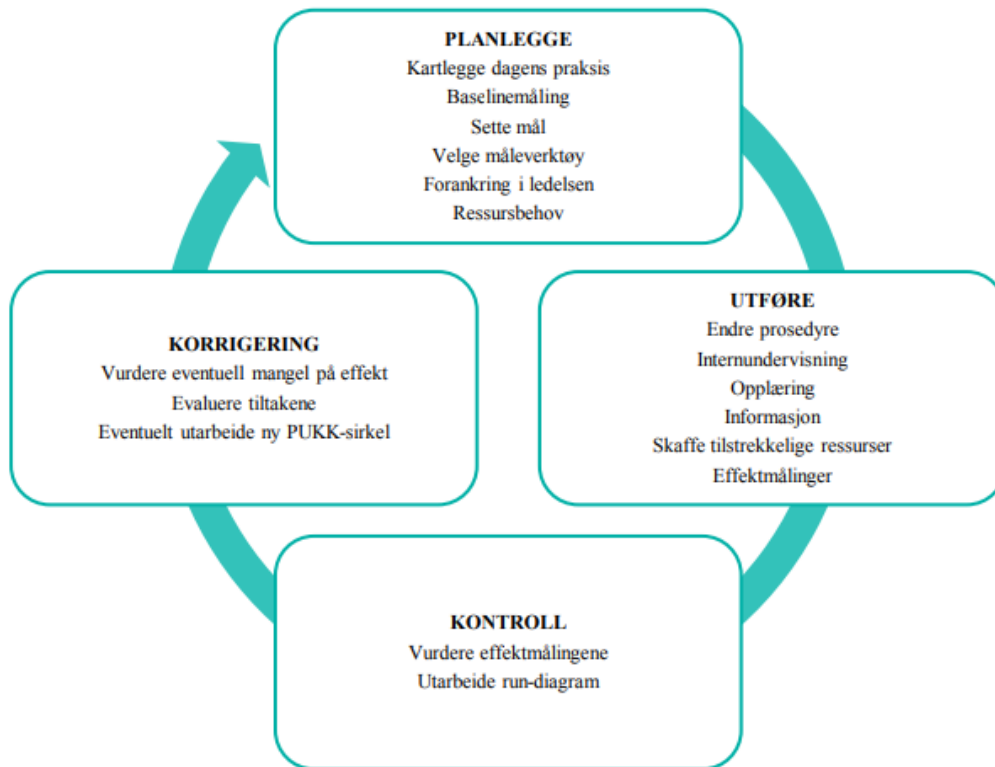 PLANLEGGE
Kartlegge dagens praksis
Baselinemåling
Sette mål
Velge måleverktøy
Forankring i ledelsen
Ressursbehov
UTFØRE
Endre prosedyre
Internundervisning
Opplæring
Informasjon
Skaffe tilstrekkelige ressurser
Effektmålinger
KONTROLL
Vurdere effektmålingene
Utarbeide run-diagram
KORRIGERING
Vurdere eventuell mangel på effekt
Evaluere tiltakene
Eventuelt utarbeide ny PUKK-sirkel